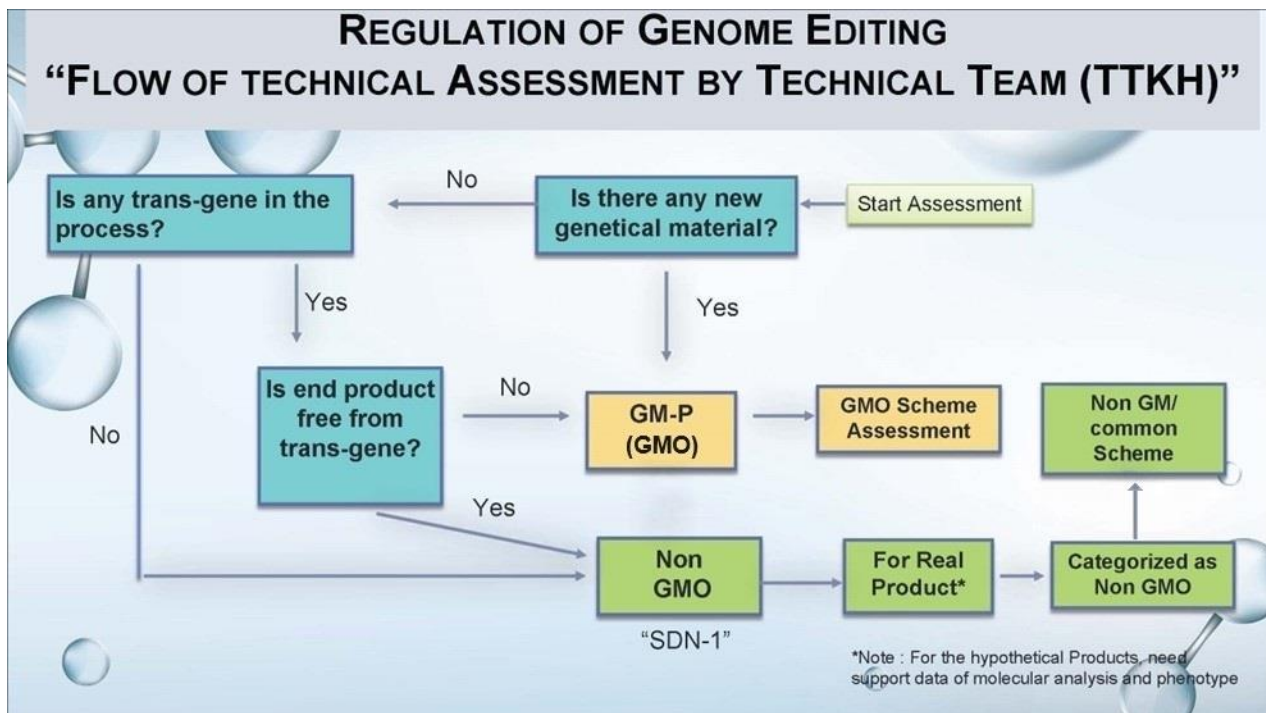 REGULATION OF GENOME EDITING
“FLOW OF TECHNICAL ASSESSMENT BY TECHNICAL TEAM (TTKH)”
Is any trans-gene in the
process?
No
Is there any new
genetical material?
Start Assessment
Yes
Yes
No
Is end product
free from
trans-gene?
No
GM-P
(GMO)
GMO Scheme
Assessment
Non GM/
common
Scheme
Yes
Non
GMO
“SDN-1”
For Real
Product*
Categorized as
Non GMO
*Note : For the hypothetical Products, need
support data of molecular analysis and phenotype